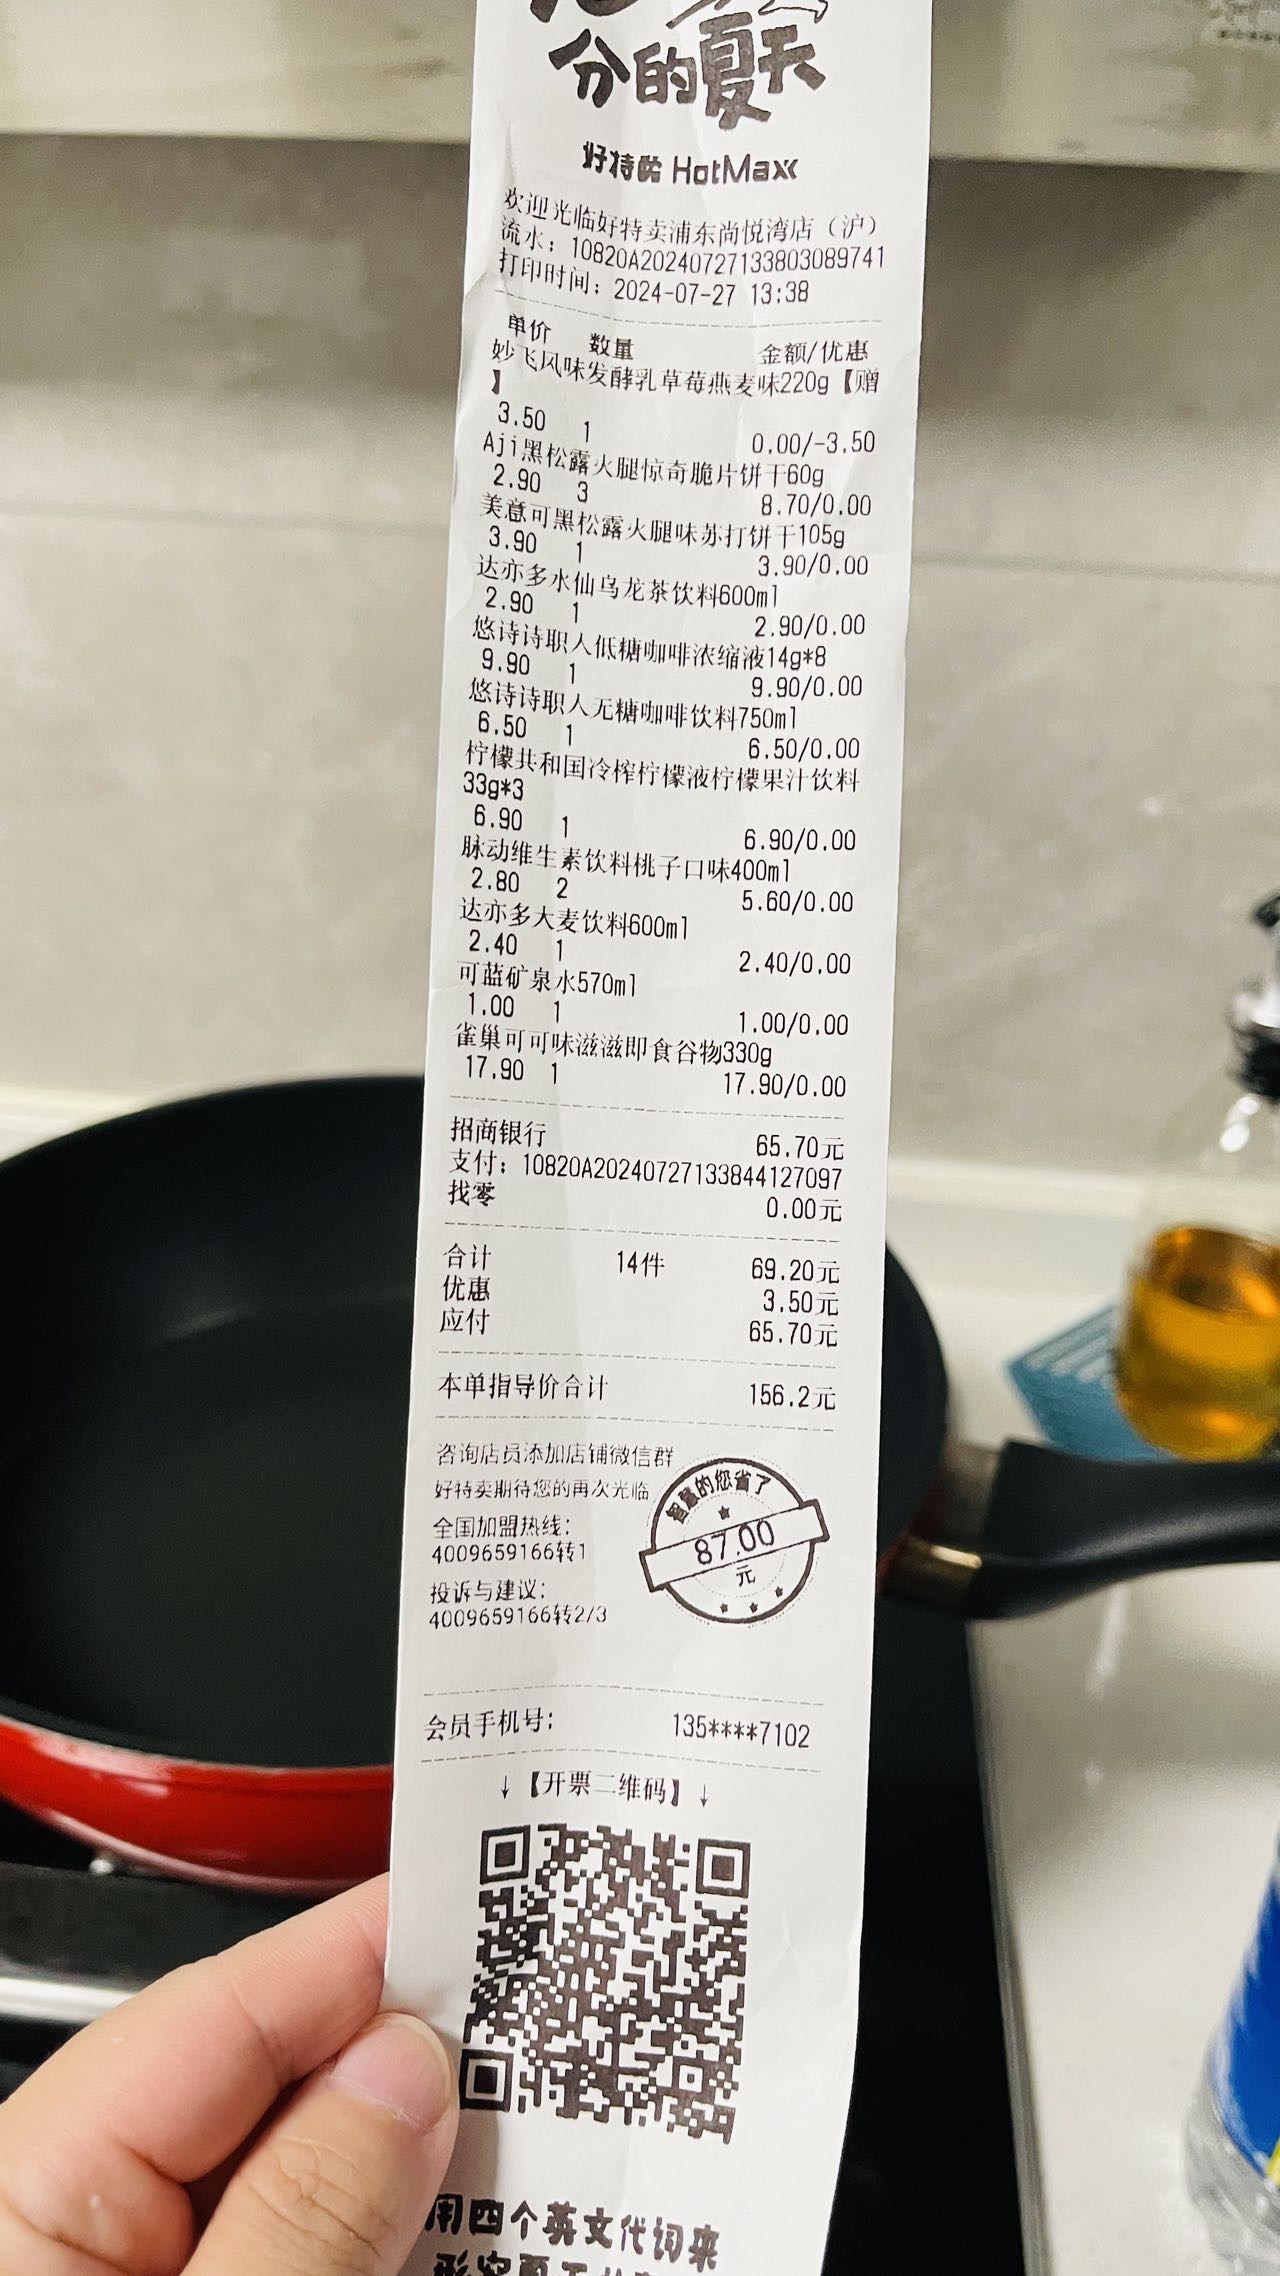 分的夏天
好特卖 HotMaxx
欢迎光临好特卖浦东尚悦湾店（沪）
流水：10820A20240727133803089741
打印时间：2024-07-27 13:38
单价 数量 金额/优惠
妙飞风味发酵乳草莓燕麦味220g【赠
】
3.50 1 0.00/-3.50
Aji黑松露火腿惊奇脆片饼干60g
2.90 3 8.70/0.00
美意可黑松露火腿味苏打饼干105g
3.90 1 3.90/0.00
达亦多水仙乌龙茶饮料600ml
2.90 1 2.90/0.00
悠诗诗职人低糖咖啡浓缩液14g*8
9.90 1 9.90/0.00
悠诗诗职人无糖咖啡饮料750ml
6.50 1 6.50/0.00
柠檬共和国冷榨柠檬液柠檬果汁饮料
33g*3
6.90 1 6.90/0.00
脉动维生素饮料桃子口味400ml
2.80 2 5.60/0.00
达亦多大麦饮料600ml
2.40 1 2.40/0.00
可蓝矿泉水570ml
1.00 1 1.00/0.00
雀巢可可味滋滋即食谷物330g
17.90 1 17.90/0.00
招商银行 65.70元
支付：10820A20240727133844127097
找零 0.00元
合计 14件 69.20元
优惠 3.50元
应付 65.70元
本单指导价合计 156.2元
咨询店员添加店铺微信群
好特卖期待您的再次光临
全国加盟热线：
4009659166转1
投诉与建议：
4009659166转2/3
智慧的您省了
87.00
元
会员手机号： 135****7102
↓【开票二维码】↓
用四个英文代词来